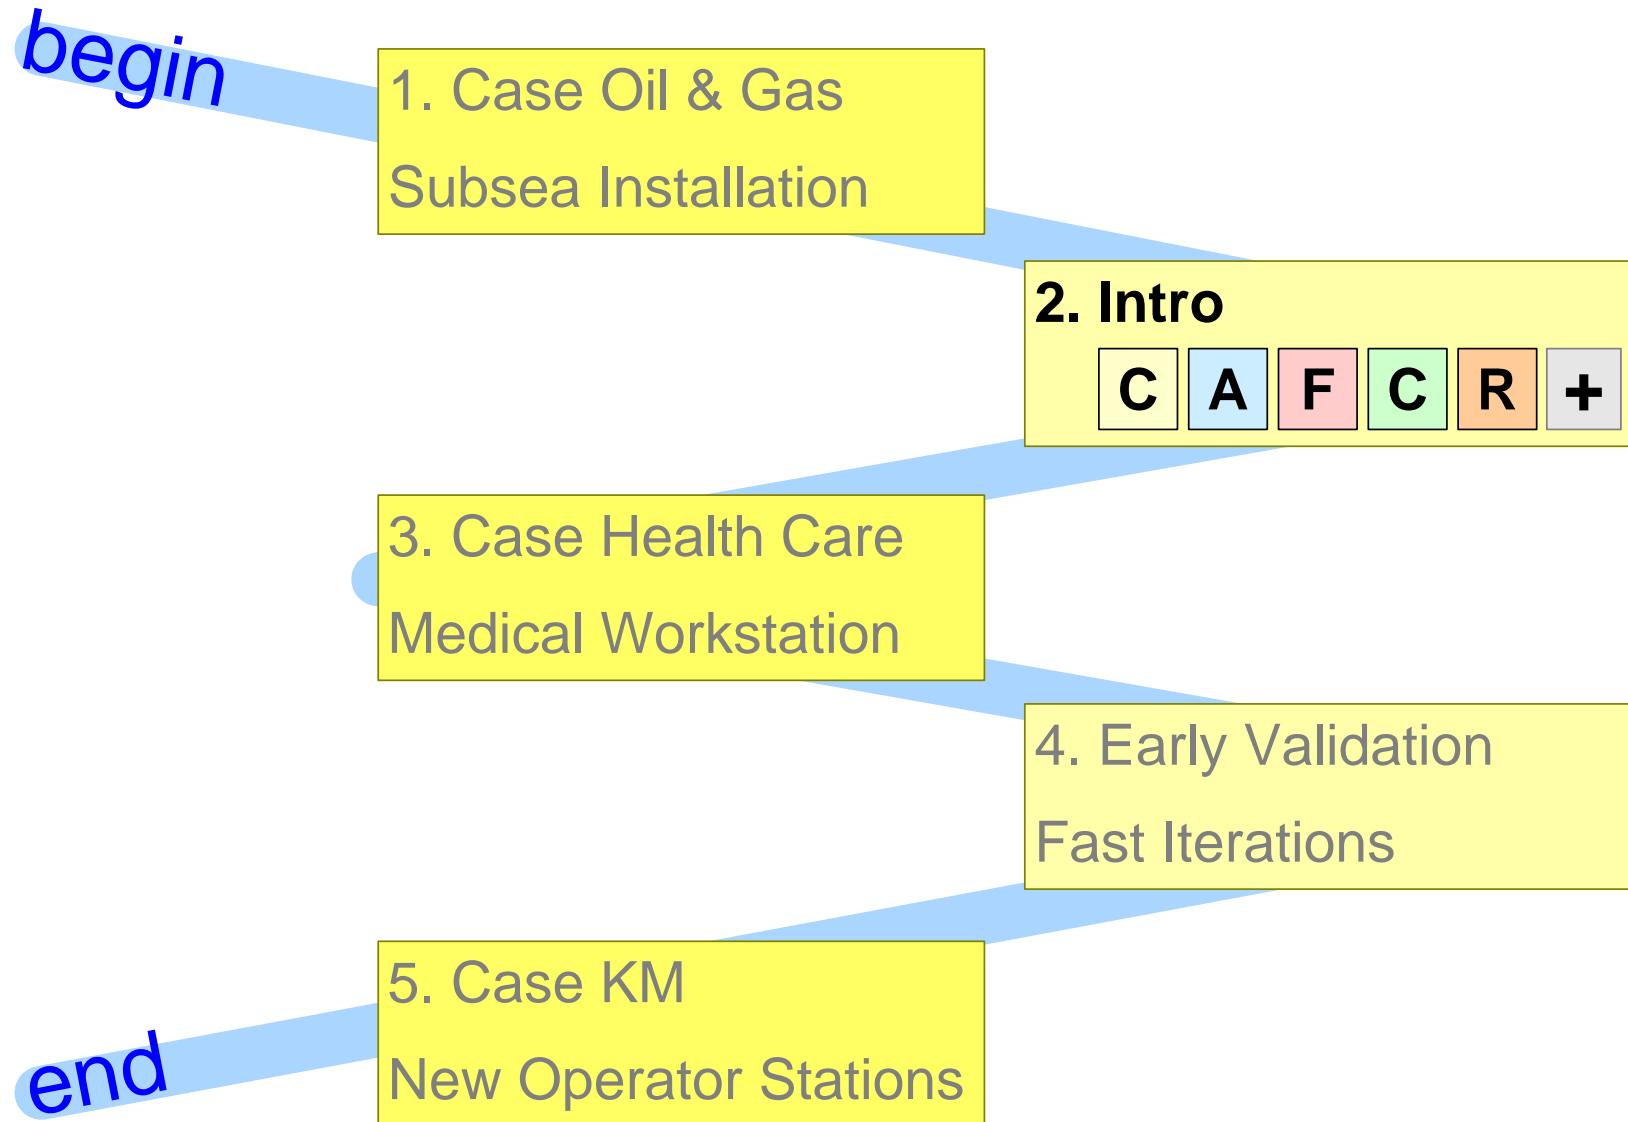 begin
1. Case Oil & Gas
Subsea Installation
2. Intro
C A F C R +
3. Case Health Care
Medical Workstation
4. Early Validation
Fast Iterations
5. Case KM
New Operator Stations
end